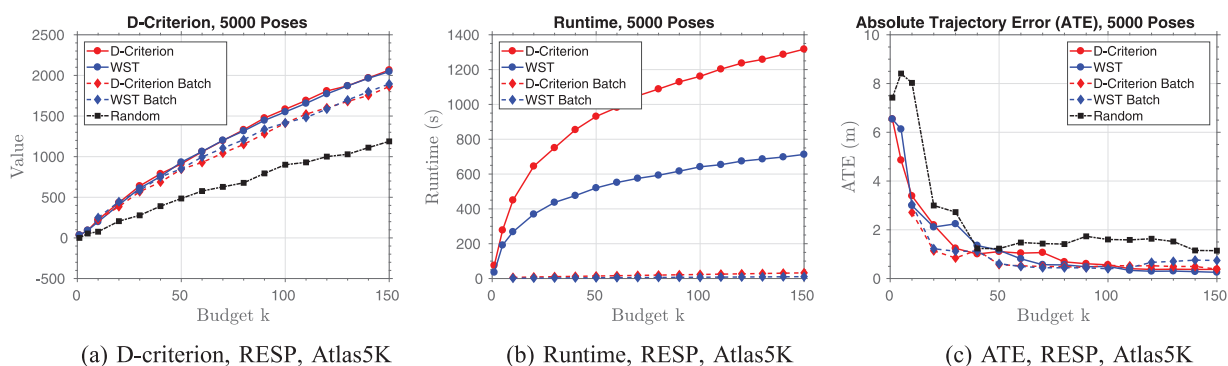 D-Criterion, 5000 Poses
2500
2000
1500
1000
500
0
-500
Value
D-Criterion
WST
D-Criterion Batch
WST Batch
Random
0
50
100
150
Budget k
(a) D-criterion, RESP, Atlas5K
Runtime, 5000 Poses
1400
1200
1000
800
600
400
200
0
Runtime (s)
D-Criterion
WST
D-Criterion Batch
WST Batch
0
50
100
150
Budget k
(b) Runtime, RESP, Atlas5K
Absolute Trajectory Error (ATE), 5000 Poses
10
8
6
4
2
0
ATE (m)
D-Criterion
WST
D-Criterion Batch
WST Batch
Random
0
50
100
150
Budget k
(c) ATE, RESP, Atlas5K